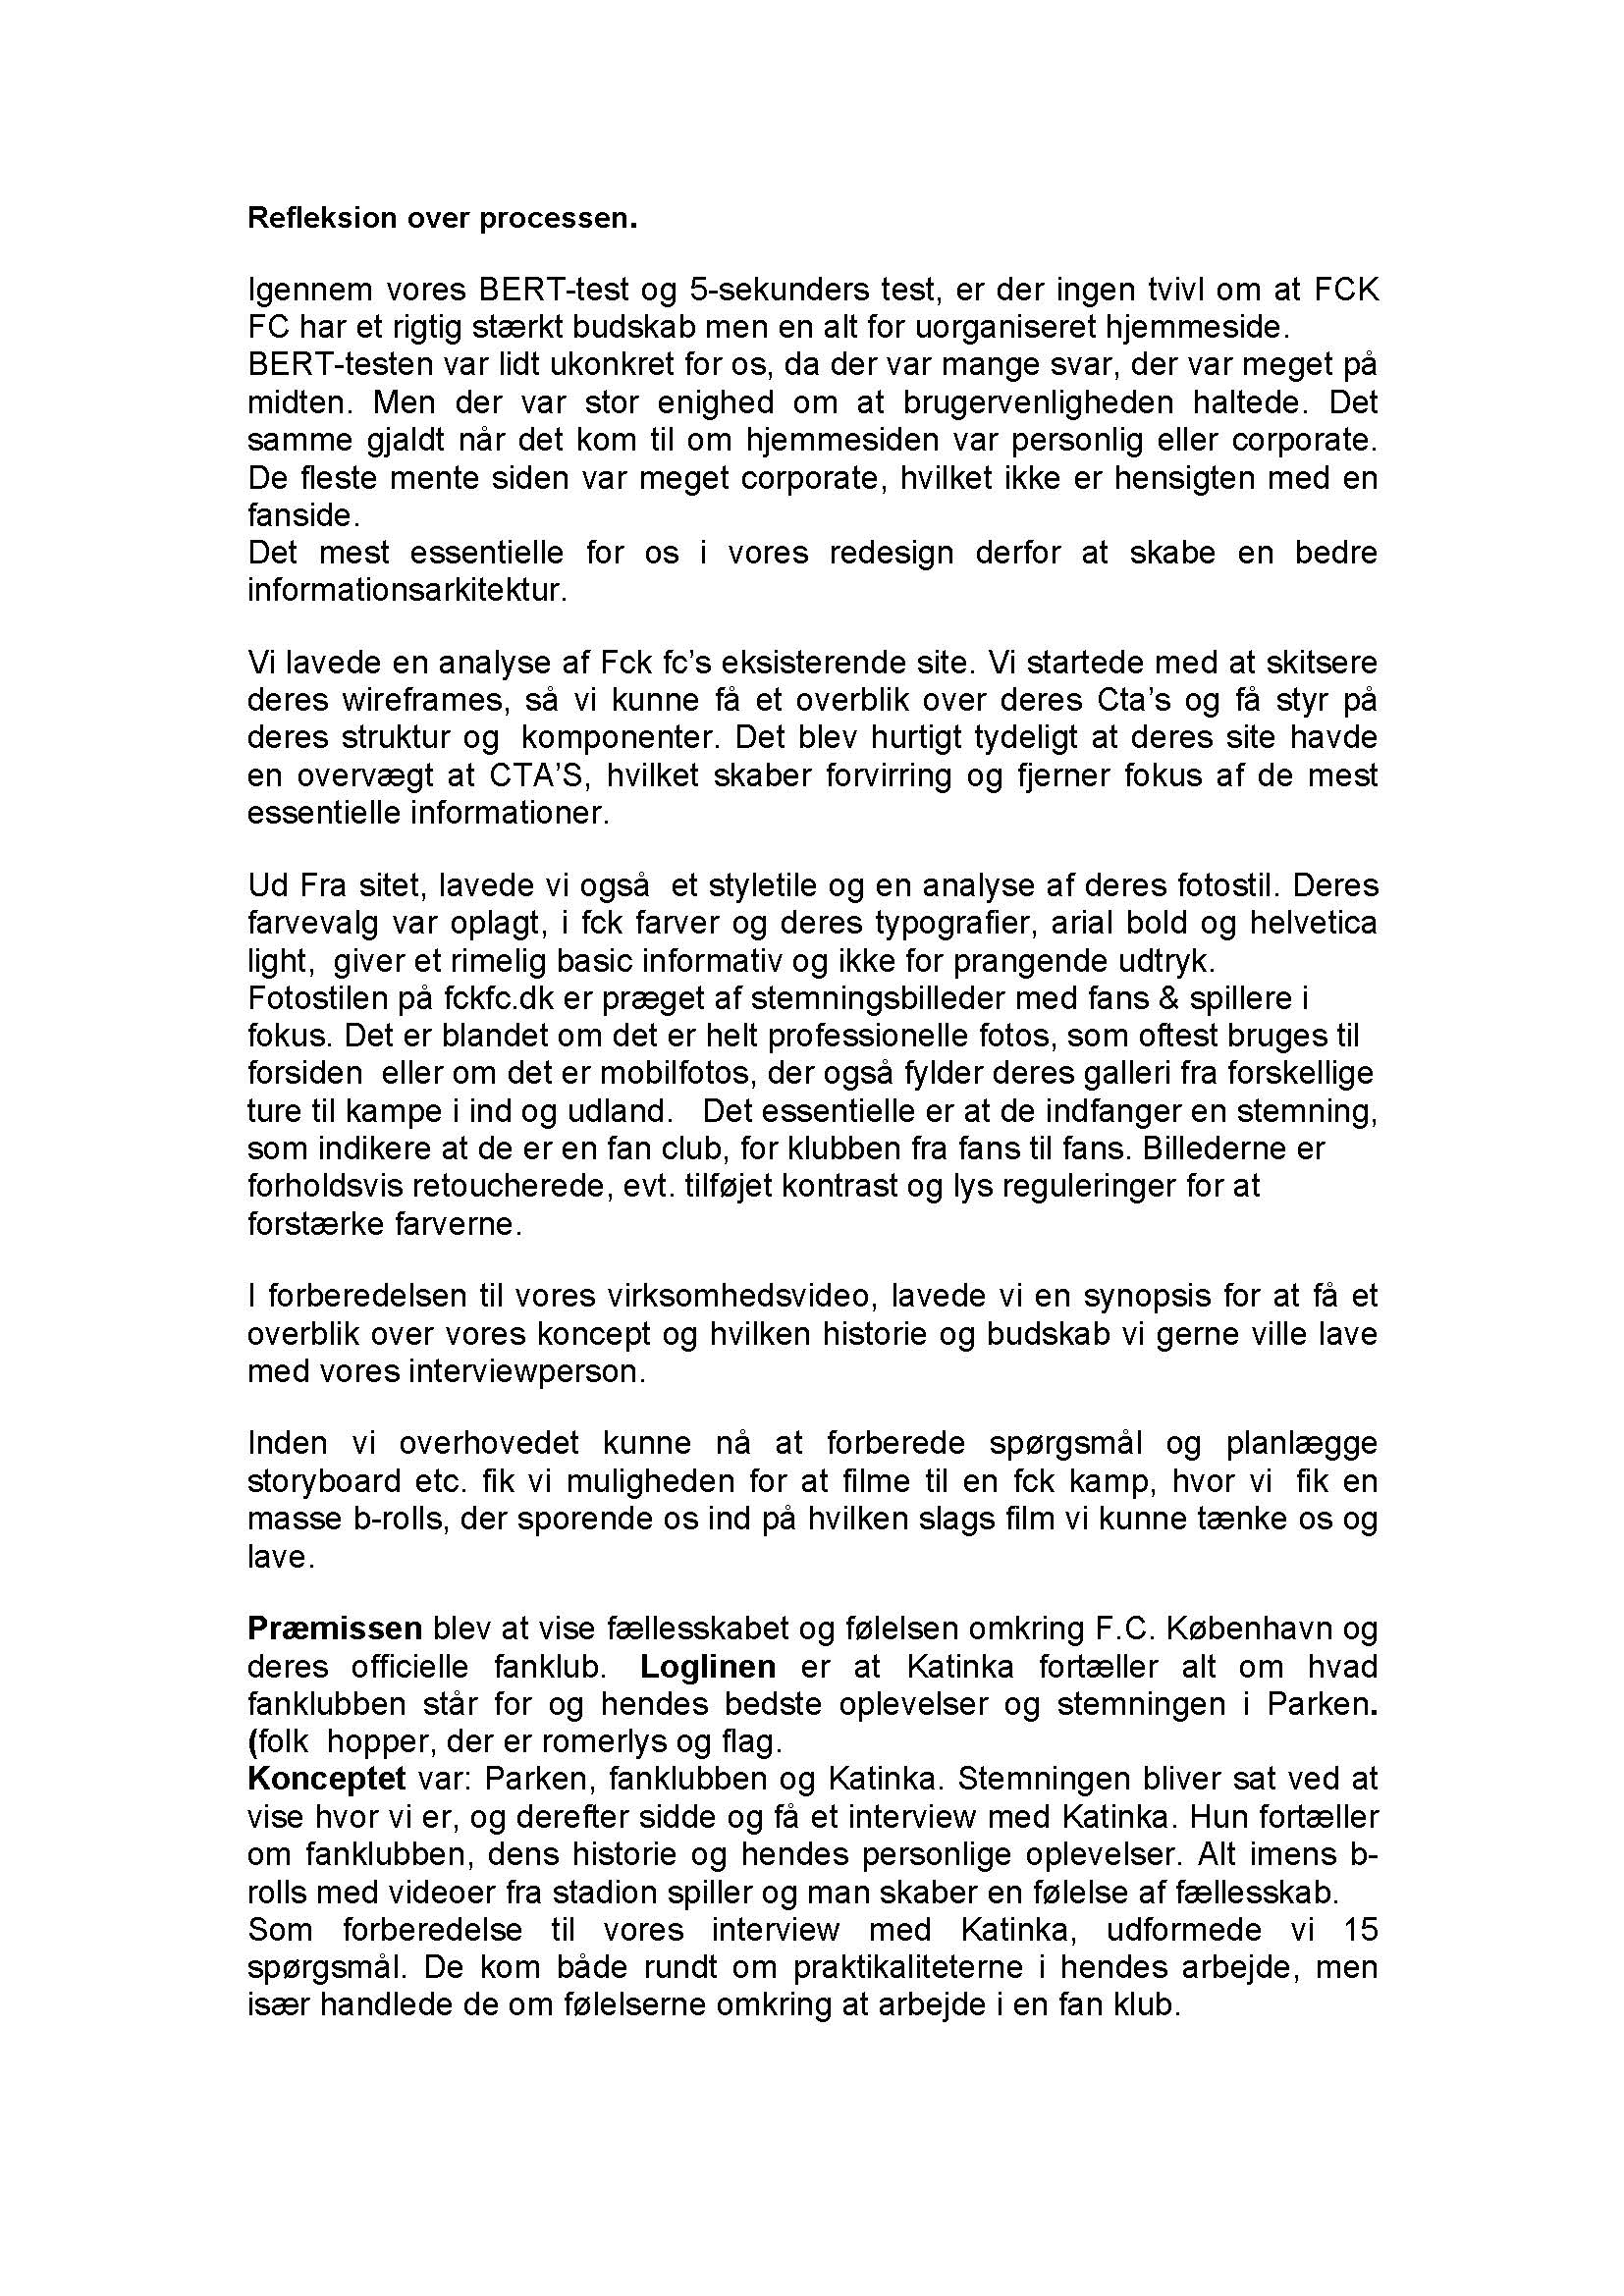 Refleksion over processen.
Igennem vores BERT-test og 5-sekunders test, er der ingen tvivl om at FCK
FC har et rigtig stærkt budskab men en alt for uorganiseret hjemmeside.
BERT-testen var lidt ukonkret for os, da der var mange svar, der var meget på
midten. Men der var stor enighed om at brugervenligheden haltede. Det
samme gjaldt når det kom til om hjemmesiden var personlig eller corporate.
De fleste mente siden var meget corporate, hvilket ikke er hensigten med en
fanside.
Det mest essentielle for os i vores redesign derfor at skabe en bedre
informationsarkitektur.
Vi lavede en analyse af Fck fc's eksisterende site. Vi startede med at skitsere
deres wireframes, så vi kunne få et overblik over deres Cta's og få styr på
deres struktur og  komponenter. Det blev hurtigt tydeligt at deres site havde
en overvægt at CTA'S, hvilket skaber forvirring og fjerner fokus af de mest
essentielle informationer.
Ud Fra sitet, lavede vi også  et styletile og en analyse af deres fotostil. Deres
farvevalg var oplagt, i fck farver og deres typografier, arial bold og helvetica
light,  giver et rimelig basic informativ og ikke for prangende udtryk.
Fotostilen på fckfc.dk er præget af stemningsbilleder med fans & spillere i
fokus. Det er blandet om det er helt professionelle fotos, som oftest bruges til
forsiden  eller om det er mobilfotos, der også fylder deres galleri fra forskellige
ture til kampe i ind og udland.   Det essentielle er at de indfanger en stemning,
som indikere at de er en fan club, for klubben fra fans til fans. Billederne er
forholdsvis retoucherede, evt. tilføjet kontrast og lys reguleringer for at
forstærke farverne.
I forberedelsen til vores virksomhedsvideo, lavede vi en synopsis for at få et
overblik over vores koncept og hvilken historie og budskab vi gerne ville lave
med vores interviewperson.
Inden vi overhovedet kunne nå at forberede spørgsmål og planlægge
storyboard etc. fik vi muligheden for at filme til en fck kamp, hvor vi  fik en
masse b-rolls, der sporende os ind på hvilken slags film vi kunne tænke os og
lave.
Præmissen blev at vise fællesskabet og følelsen omkring F.C. København og
deres officielle fanklub.  Loglinen er at Katinka fortæller alt om hvad
fanklubben står for og hendes bedste oplevelser og stemningen i Parken.
(folk  hopper, der er romerlys og flag.
Konceptet var: Parken, fanklubben og Katinka. Stemningen bliver sat ved at
vise hvor vi er, og derefter sidde og få et interview med Katinka. Hun fortæller
om fanklubben, dens historie og hendes personlige oplevelser. Alt imens b-
rolls med videoer fra stadion spiller og man skaber en følelse af fællesskab.
Som forberedelse til vores interview med Katinka, udformede vi 15
spørgsmål. De kom både rundt om praktikaliteterne i hendes arbejde, men
især handlede de om følelserne omkring at arbejde i en fan klub.